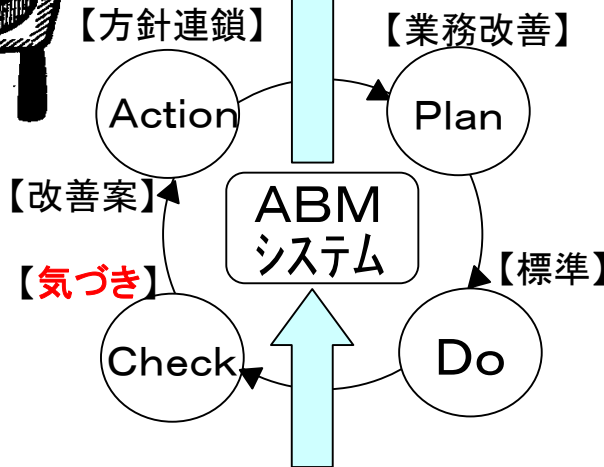 【方針連鎖】
【業務改善】
Action
Plan
【改善案】
ABM
システム
【気づき】
【標準】
Check
Do